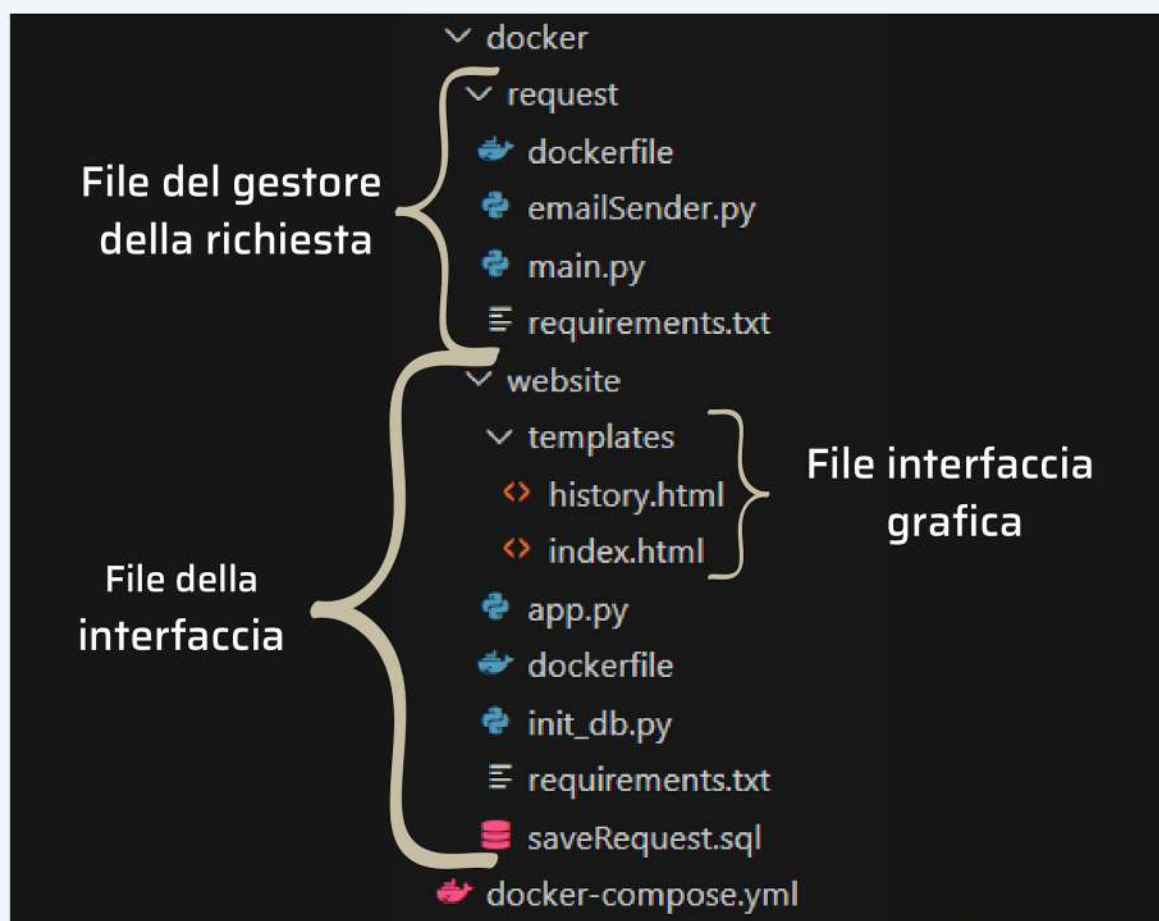 docker
request
dockerfile
emailSender.py
main.py
requirements.txt
File del gestore
della richiesta
website
templates
history.html
index.html
File interfaccia
grafica
app.py
dockerfile
init_db.py
requirements.txt
saveRequest.sql
File della
interfaccia
docker-compose.yml